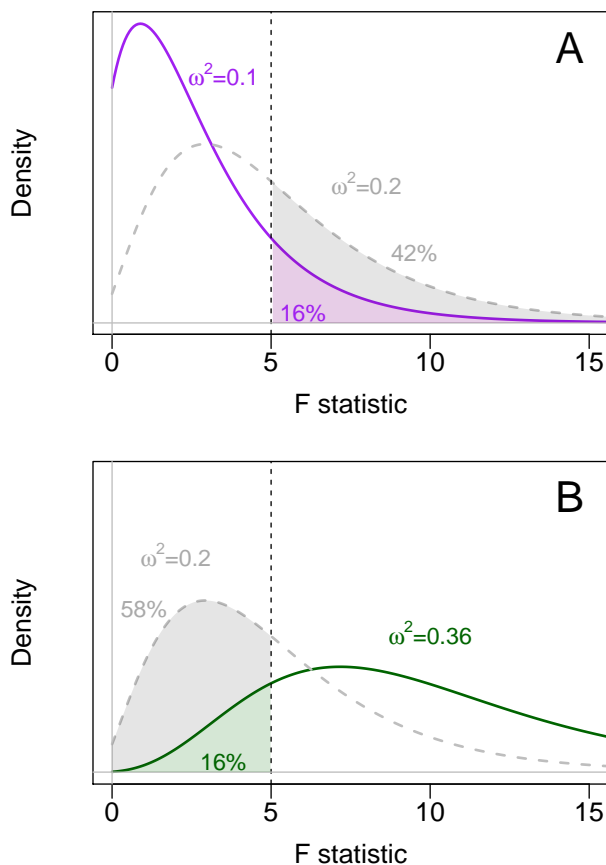 A
ω²=0.1
ω²=0.2
42%
16%
Density
0 5 10 15
F statistic
B
ω²=0.2
58%
ω²=0.36
16%
Density
0 5 10 15
F statistic